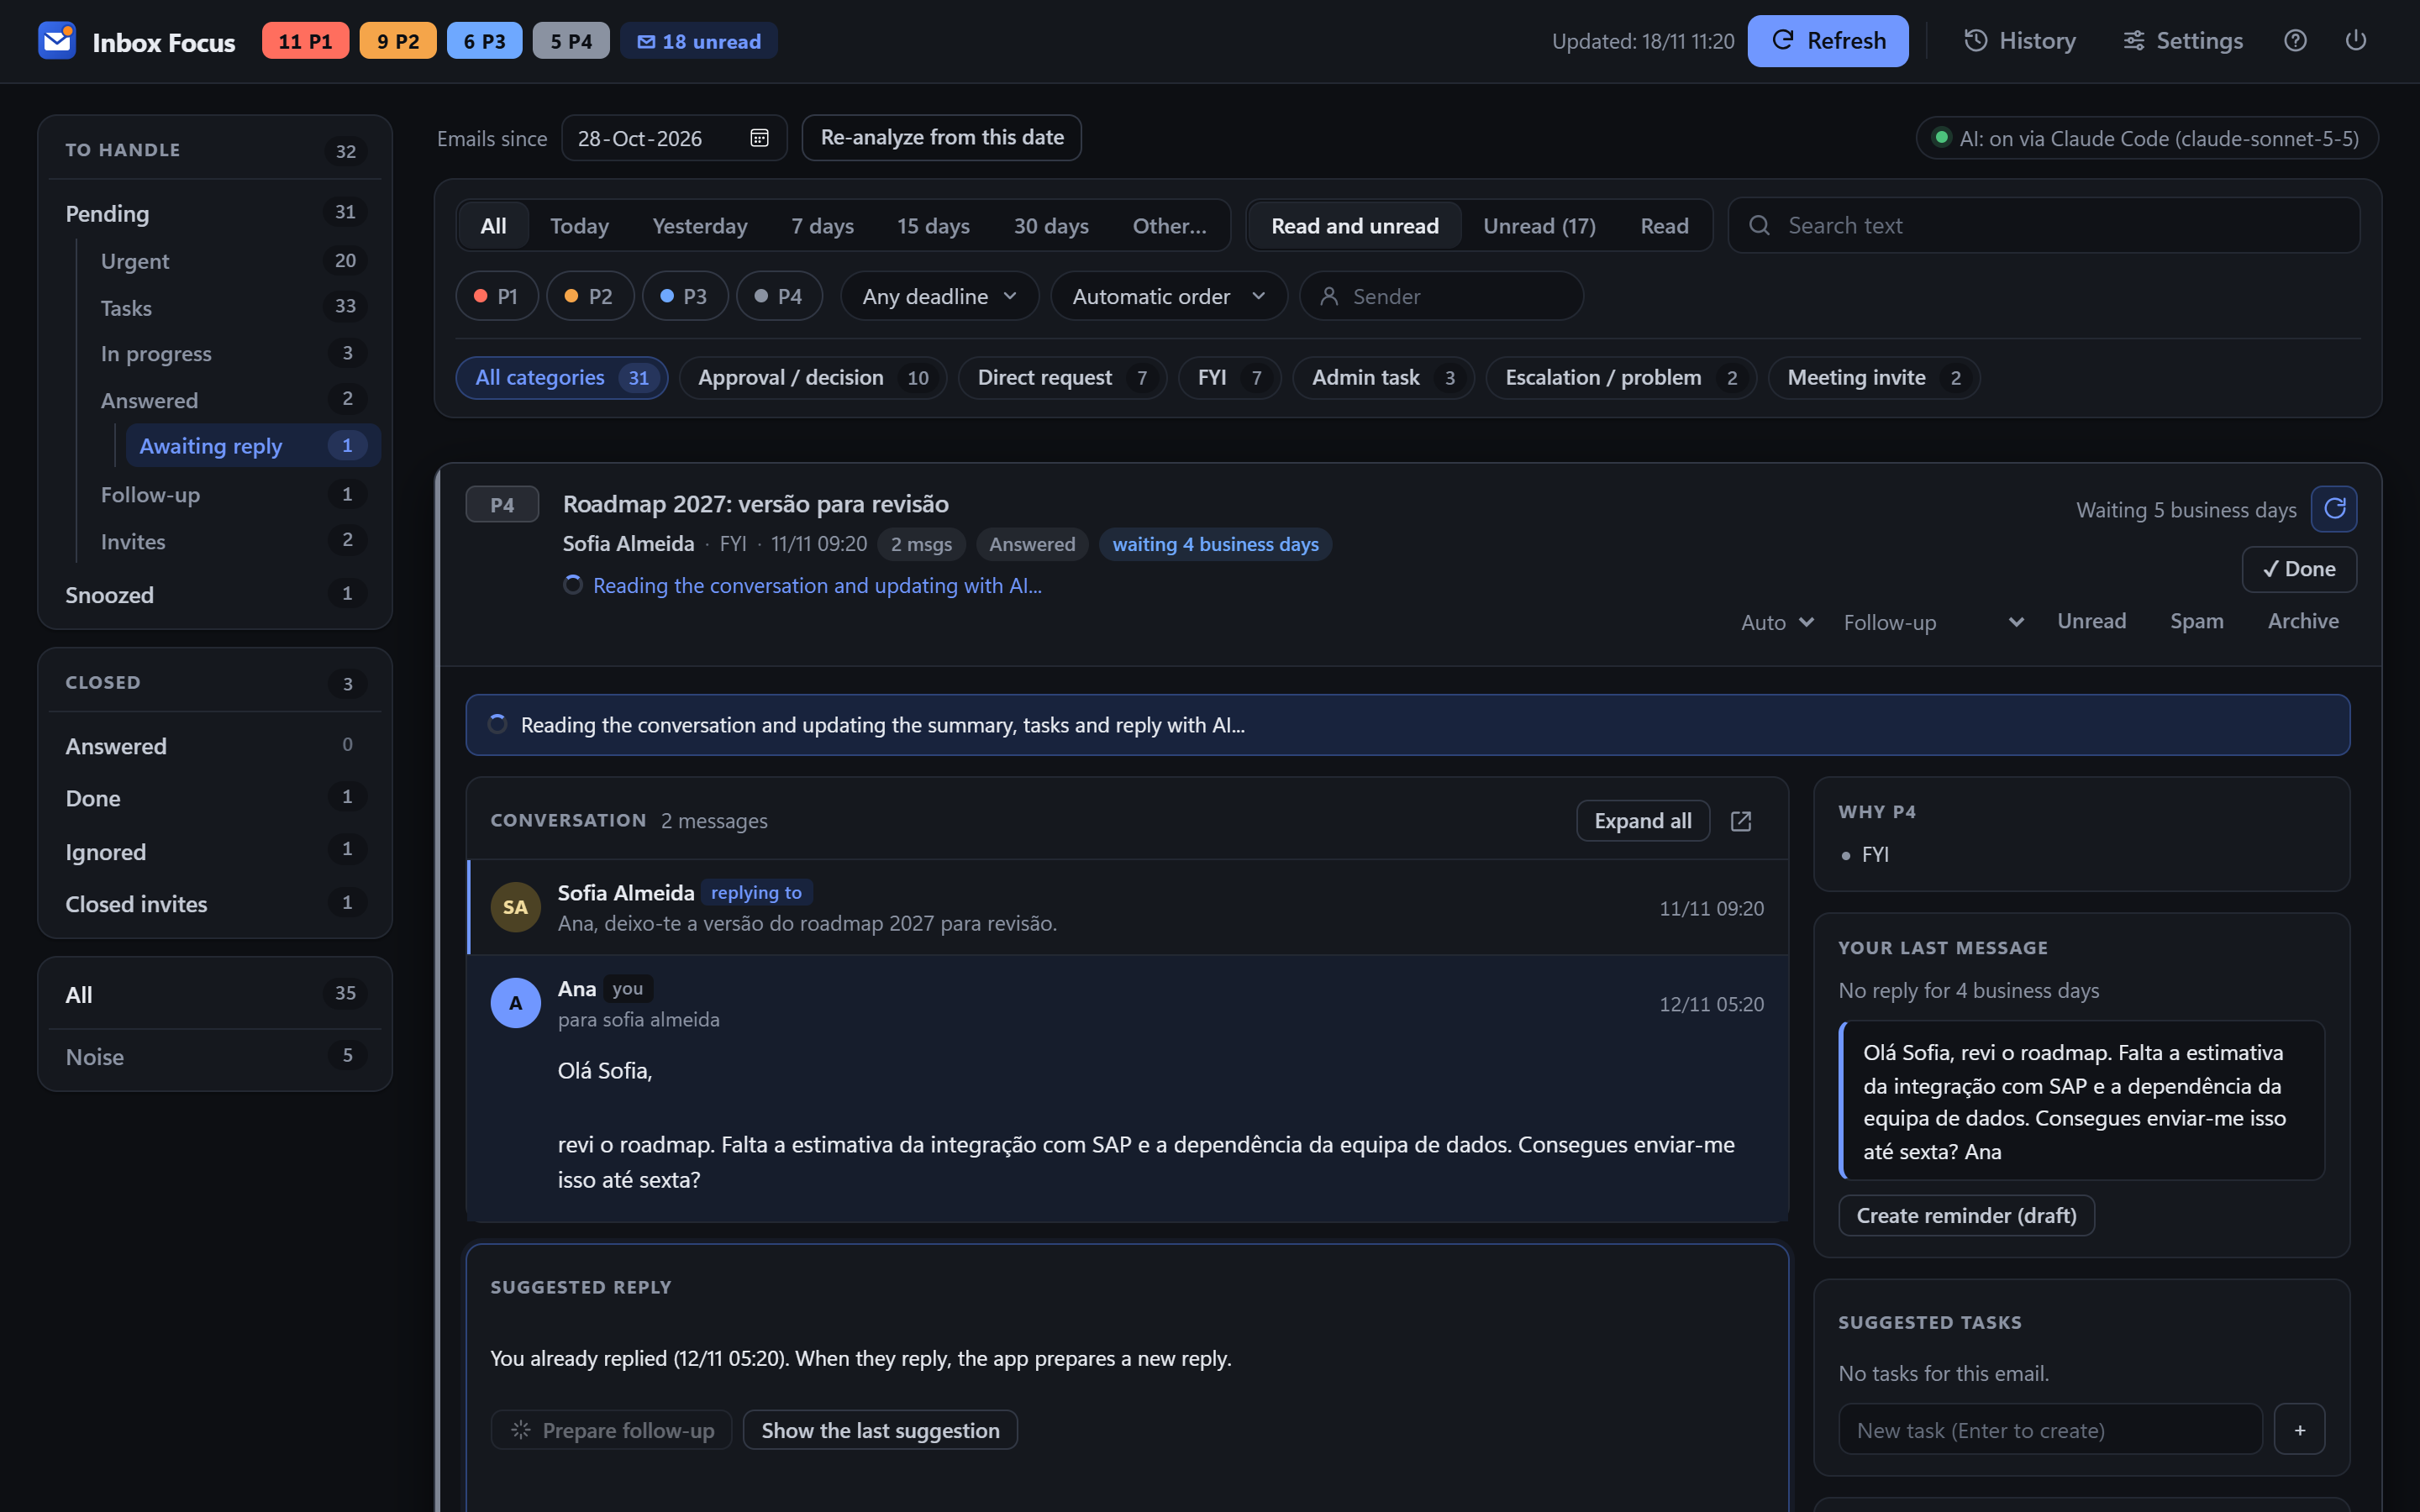 Inbox Focus
11 P1
9 P2
6 P3
5 P4
18 unread
Updated: 18/11 11:20
Refresh
History
Settings
TO HANDLE 32
Pending 31
Urgent 20
Tasks 33
In progress 3
Answered 2
Awaiting reply 1
Follow-up 1
Invites 2
Snoozed 1
CLOSED 3
Answered 0
Done 1
Ignored 1
Closed invites 1
All 35
Noise 5
Emails since
28-Oct-2026
Re-analyze from this date
AI: on via Claude Code (claude-sonnet-5-5)
All Today Yesterday 7 days 15 days 30 days Other...
Read and unread Unread (17) Read
Search text
P1 P2 P3 P4
Any deadline
Automatic order
Sender
All categories 31
Approval / decision 10
Direct request 7
FYI 7
Admin task 3
Escalation / problem 2
Meeting invite 2
P4
Roadmap 2027: versão para revisão
Sofia Almeida · FYI · 11/11 09:20 2 msgs Answered waiting 4 business days
Reading the conversation and updating with AI...
Waiting 5 business days
✓ Done
Auto Follow-up Unread Spam Archive
Reading the conversation and updating the summary, tasks and reply with AI...
CONVERSATION 2 messages
Expand all
SA
Sofia Almeida replying to
Ana, deixo-te a versão do roadmap 2027 para revisão.
11/11 09:20
A
Ana you
para sofia almeida
12/11 05:20
Olá Sofia,
revi o roadmap. Falta a estimativa da integração com SAP e a dependência da equipa de dados. Consegues enviar-me
isso até sexta?
SUGGESTED REPLY
You already replied (12/11 05:20). When they reply, the app prepares a new reply.
Prepare follow-up
Show the last suggestion
WHY P4
• FYI
YOUR LAST MESSAGE
No reply for 4 business days
Olá Sofia, revi o roadmap. Falta a estimativa
da integração com SAP e a dependência da
equipa de dados. Consegues enviar-me isso
até sexta? Ana
Create reminder (draft)
SUGGESTED TASKS
No tasks for this email.
New task (Enter to create)
+